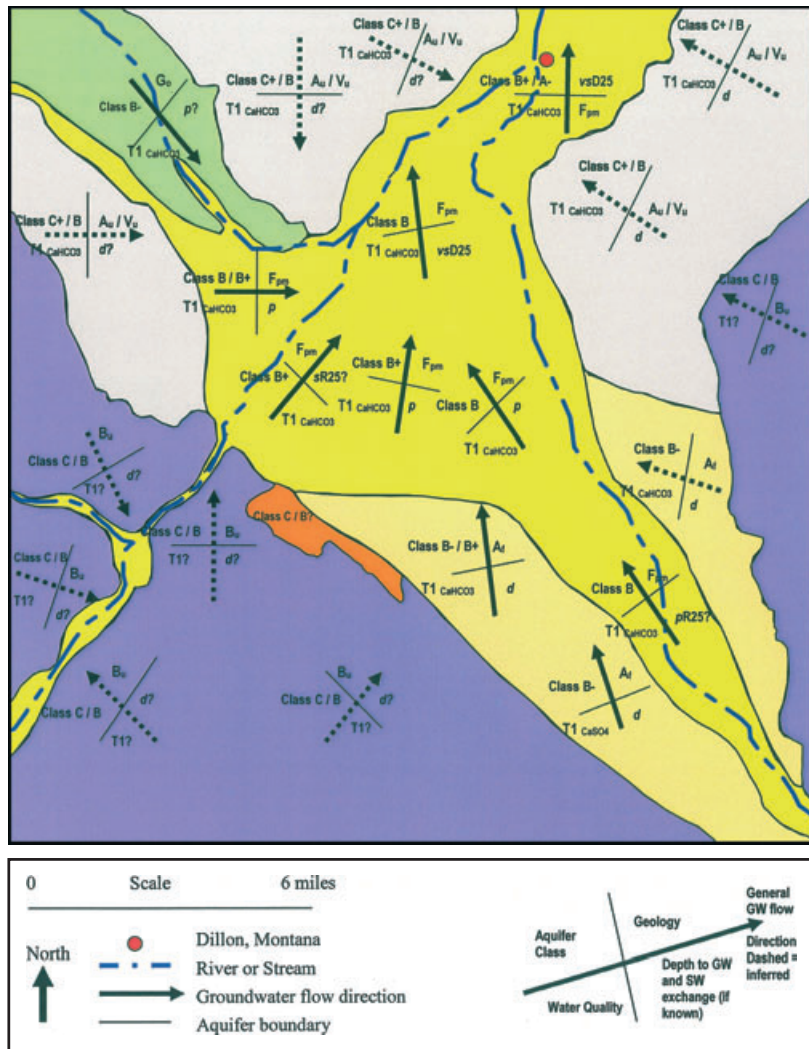 Class C+ / B
Au / Vu
T1 CaHCO3
d?
Class C+ / B
Au / Vu
T1 CaHCO3
d?
Class C+ / B
Au / Vu
T1 CaHCO3
d
Go
Class B-
p?
T1 CaHCO3
Class B+ / A-
vsD25
T1 CaHCO3
Fpm
Class C+ / B
Au / Vu
T1 CaHCO3
d?
Class C+ / B
T1 CaHCO3
Au / Vu
d
Class B
Fpm
T1 CaHCO3
vsD25
Class B / B+
Fpm
T1 CaHCO3
p
Class C / B
T1?
Bu
d?
Fpm
Class B+
sR25?
T1 CaHCO3
Class B+
Fpm
T1 CaHCO3
p
Fpm
Class B
p
T1 CaHCO3
Class B-
Af
T1 CaHCO3
d
Bu
Class C / B
d?
T1?
Class C / B
Bu
T1?
d?
Class C / B?
Class B- / B+
Af
T1 CaHCO3
d
Class C / B
Bu
T1?
d?
Class B
Fpm
pR25?
T1 CaHCO3
Bu
d?
Class C / B
T1?
Bu
d?
Class C / B
T1?
Class B-
Af
d
T1 CaSO4
0 Scale 6 miles
North
Dillon, Montana
River or Stream
Groundwater flow direction
Aquifer boundary
Aquifer
Class
Geology
Water Quality
Depth to GW
and SW
exchange (if
known)
General
GW flow
Direction
Dashed =
inferred